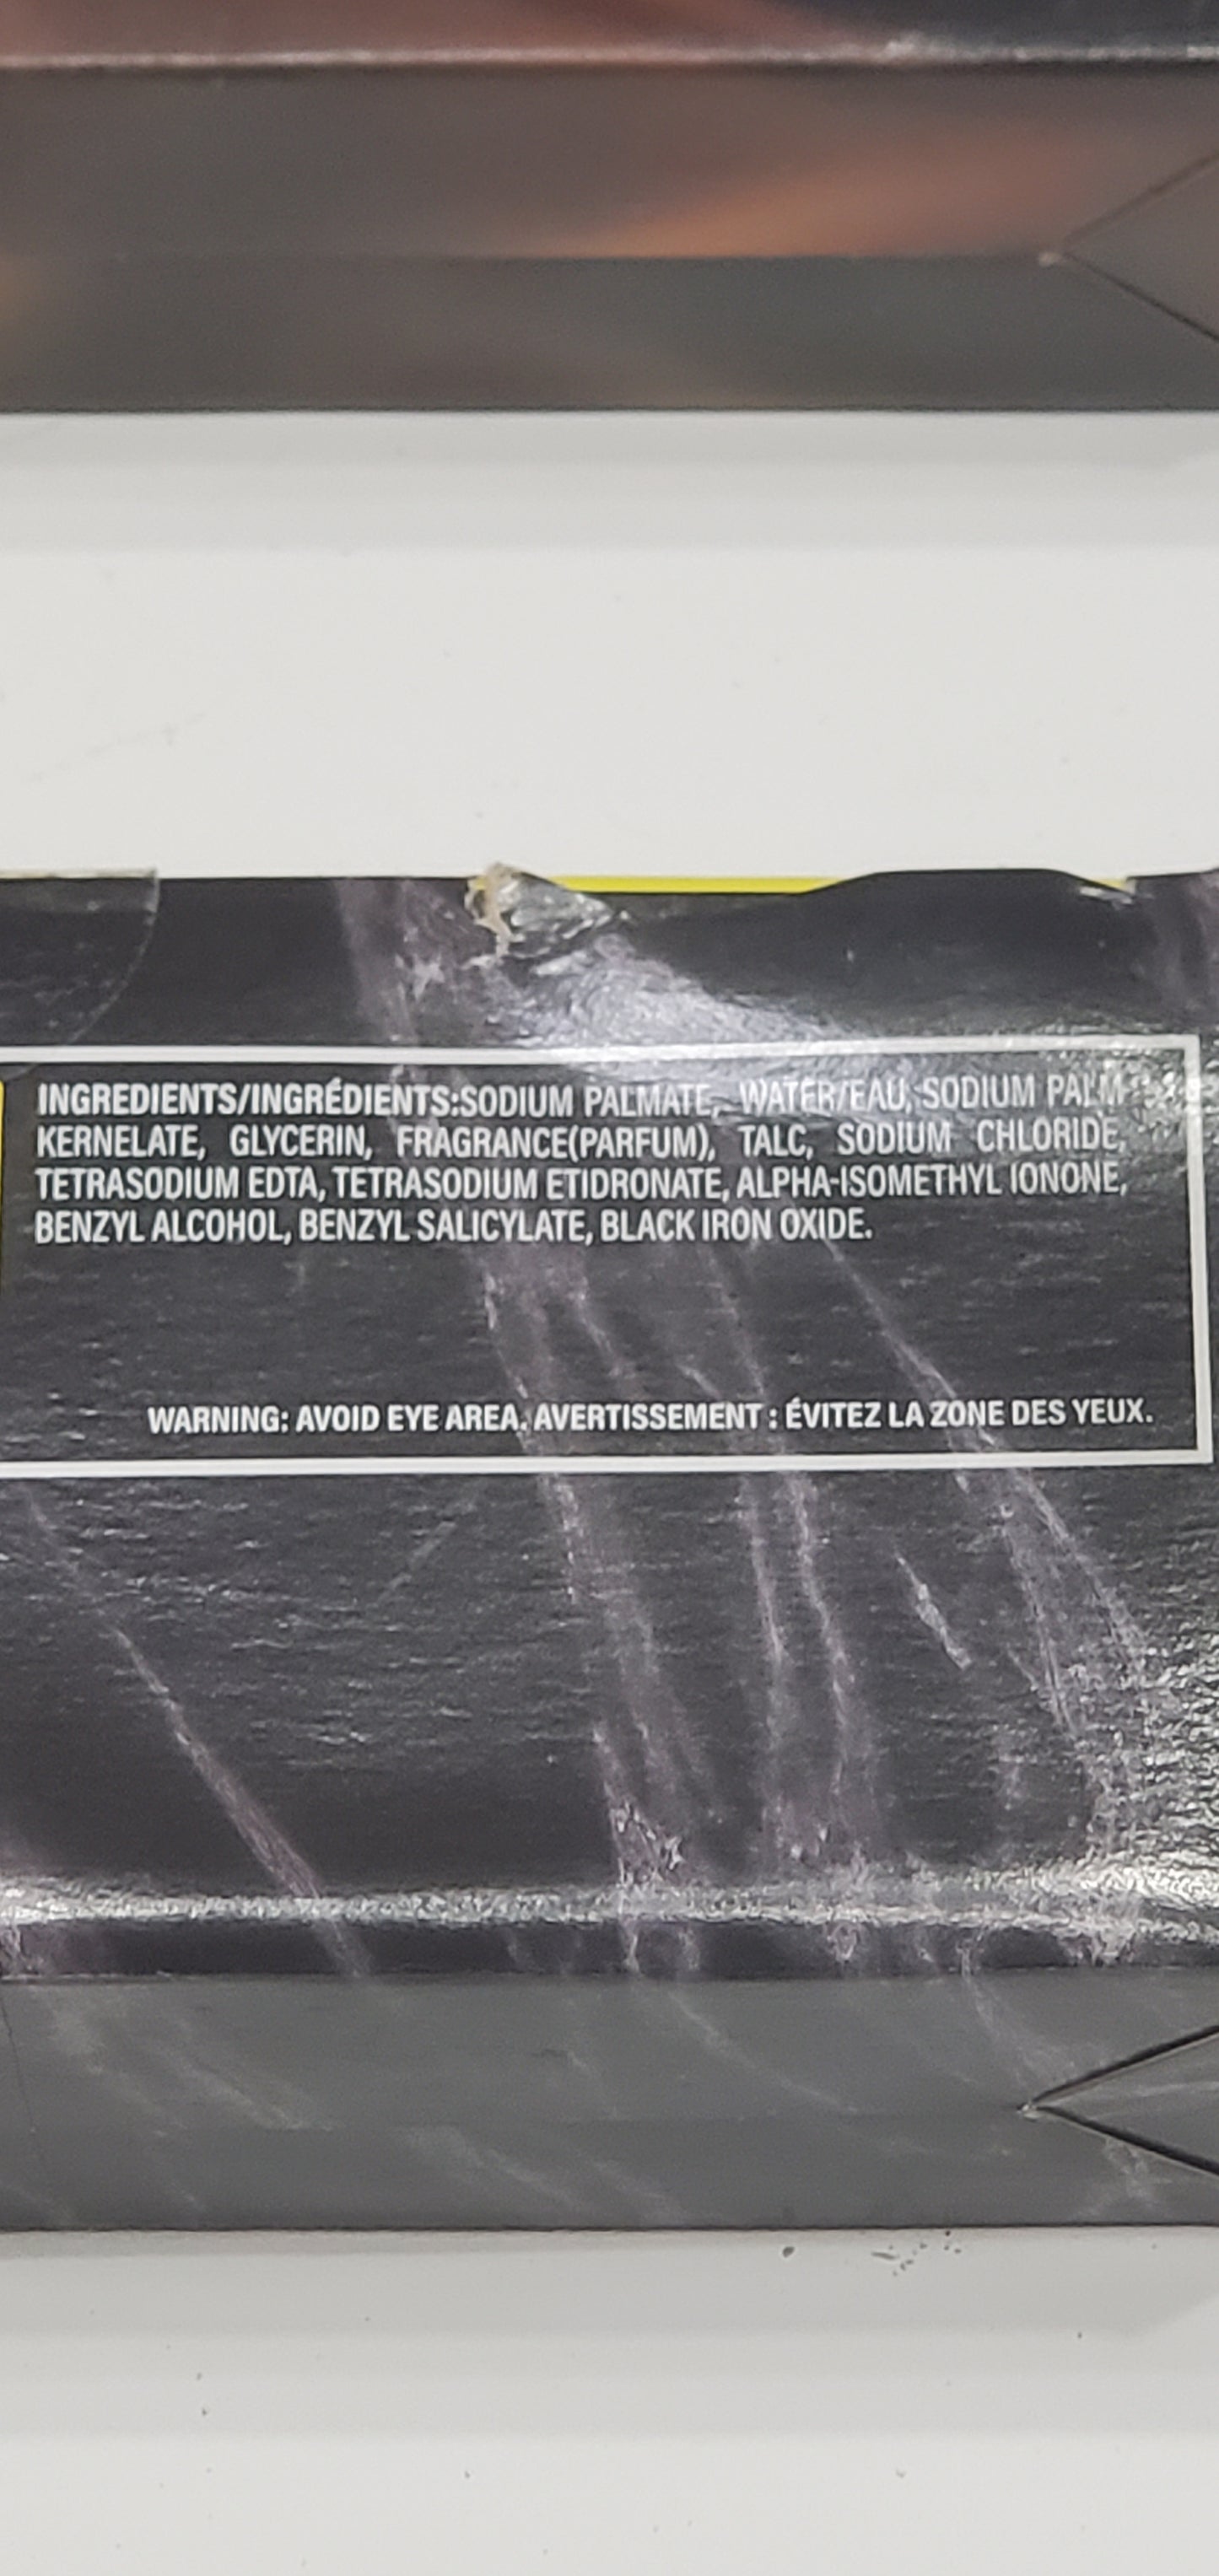 INGREDIENTS/INGRÉDIENTS:SODIUM PALMATE, WATER/EAU, SODIUM PALM
KERNELATE, GLYCERIN, FRAGRANCE(PARFUM), TALC, SODIUM CHLORIDE,
TETRASODIUM EDTA, TETRASODIUM ETIDRONATE, ALPHA-ISOMETHYL IONONE,
BENZYL ALCOHOL, BENZYL SALICYLATE, BLACK IRON OXIDE.
WARNING: AVOID EYE AREA. AVERTISSEMENT : ÉVITEZ LA ZONE DES YEUX.